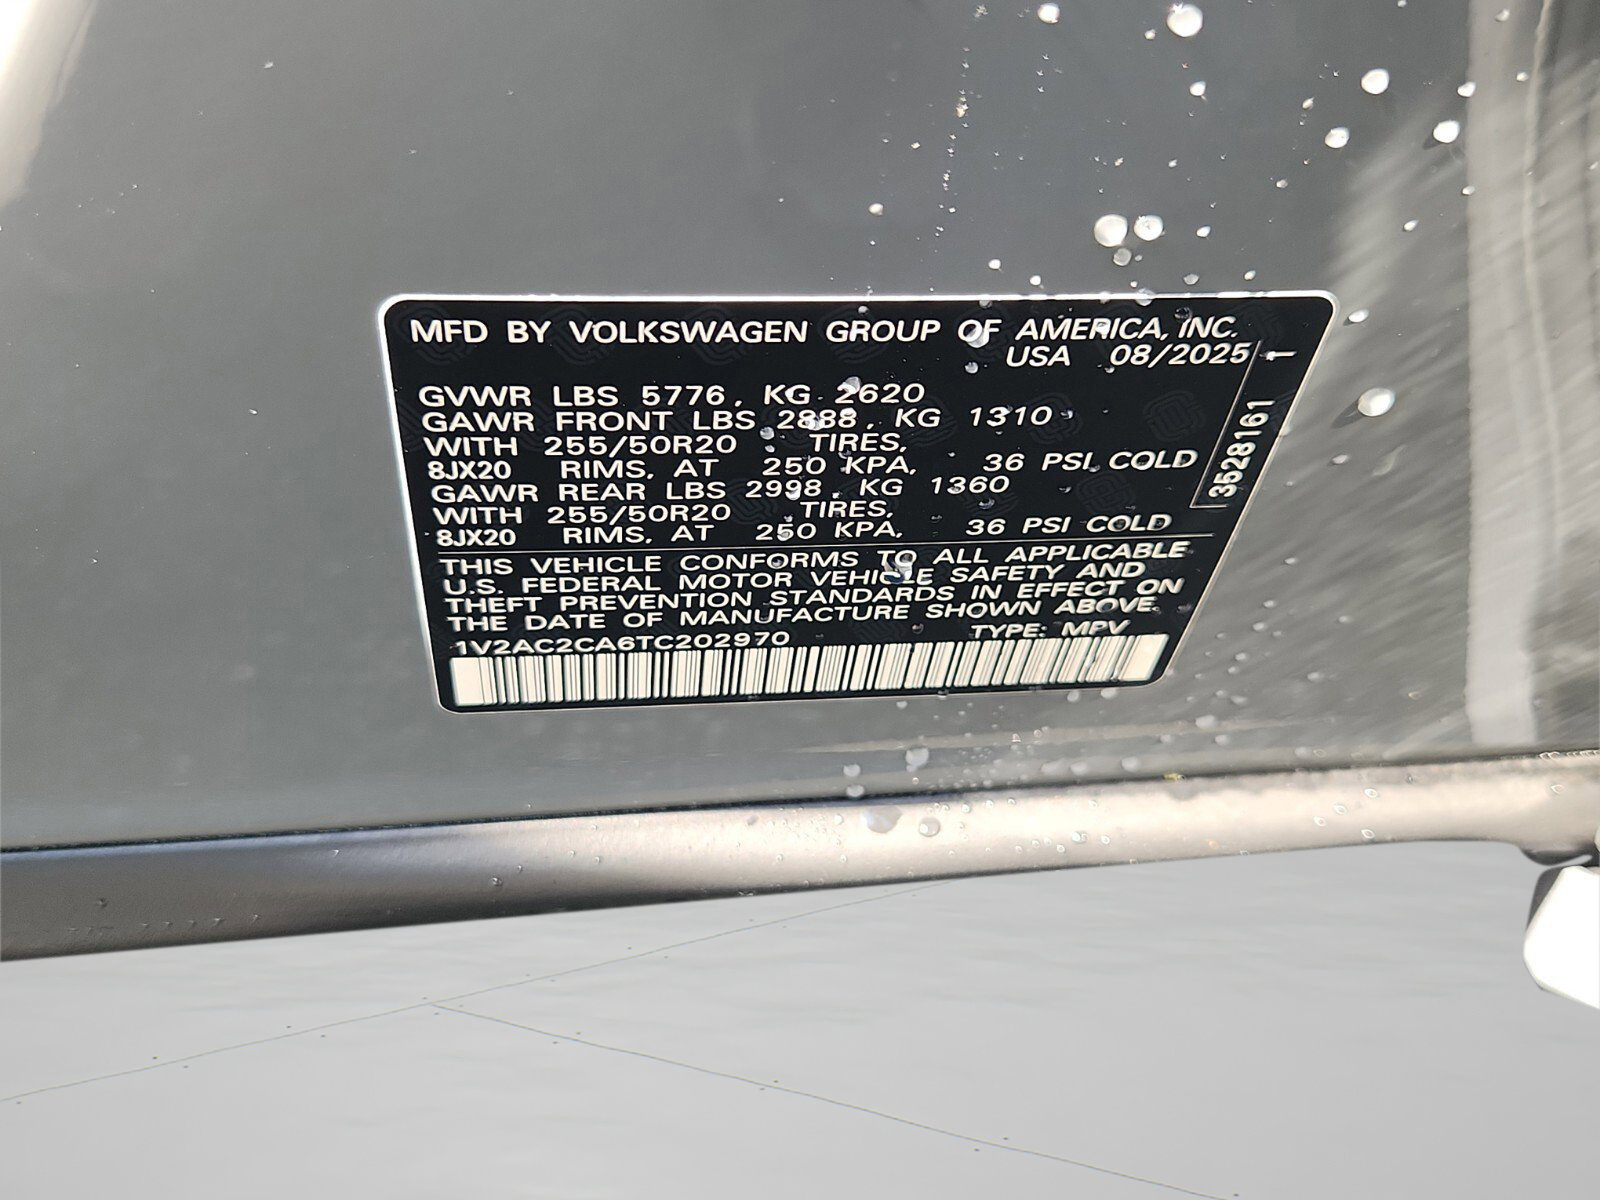 MFD BY VOLKSWAGEN GROUP OF AMERICA, INC.
USA 08/2025
1
GVWR LBS 5776, KG 2620
GAWR FRONT LBS 2888, KG 1310
WITH 255/50R20 TIRES,
8JX20 RIMS, AT 250 KPA, 36 PSI COLD
GAWR REAR LBS 2998, KG 1360
WITH 255/50R20 TIRES,
8JX20 RIMS, AT 250 KPA, 36 PSI COLD
3528161
THIS VEHICLE CONFORMS TO ALL APPLICABLE
U.S. FEDERAL MOTOR VEHICLE SAFETY AND
THEFT PREVENTION STANDARDS IN EFFECT ON
THE DATE OF MANUFACTURE SHOWN ABOVE.
1V2AC2CA6TC202970 TYPE: MPV